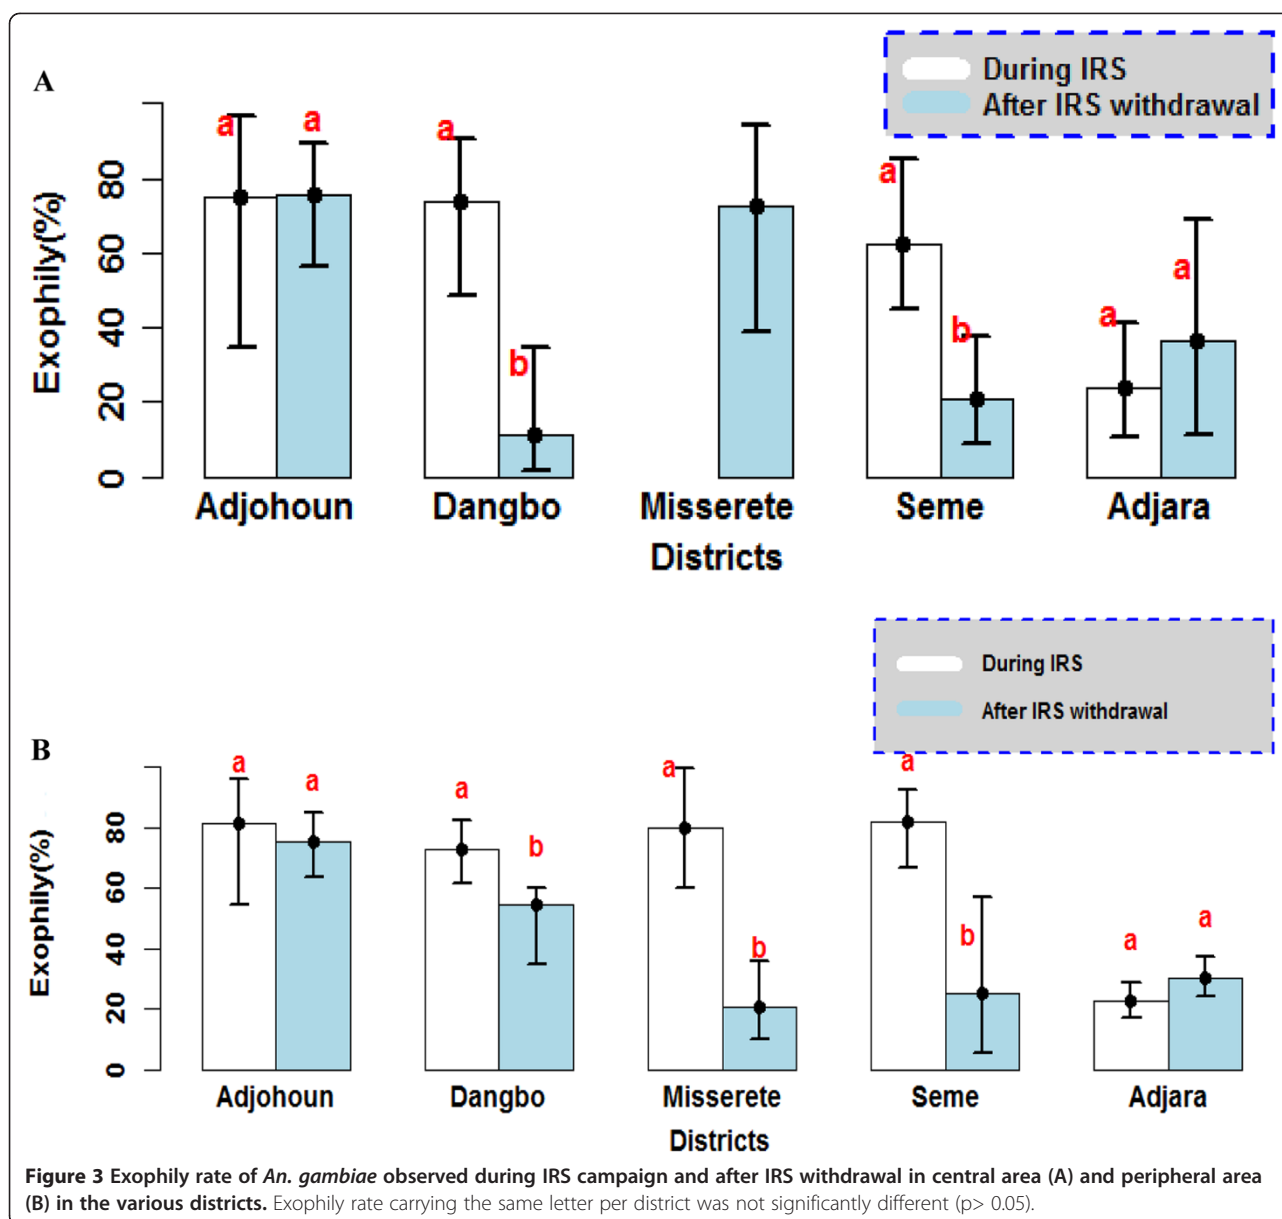 A
During IRS
After IRS withdrawal
Exophily(%)
0 20 40 60 80
a a a b a b a a
Adjohoun Dangbo Misserete Seme Adjara
Districts
During IRS
After IRS withdrawal
B
Exophily(%)
0 20 40 60 80
a a a b a b a b a a
Adjohoun Dangbo Misserete Seme Adjara
Districts
Figure 3 Exophily rate of An. gambiae observed during IRS campaign and after IRS withdrawal in central area (A) and peripheral area
(B) in the various districts. Exophily rate carrying the same letter per district was not significantly different (p> 0.05).